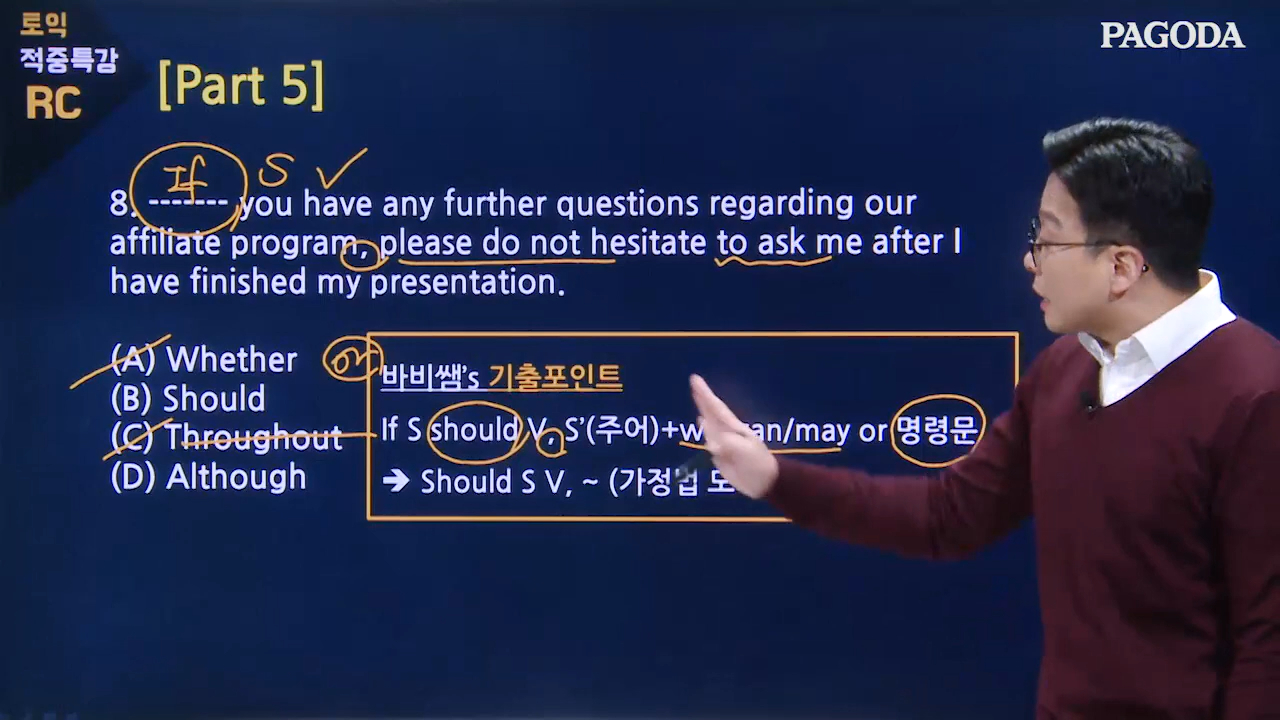 토익
적중특강
RC
PAGODA
[Part 5]
If S V
8. ------- you have any further questions regarding our
affiliate program, please do not hesitate to ask me after I
have finished my presentation.
(A) Whether or
(B) Should
(C) Throughout
(D) Although
바비쌤's 기출포인트
If S should V, S'(주어)+ can/may or 명령문
➔ Should S V, ~ (가정법